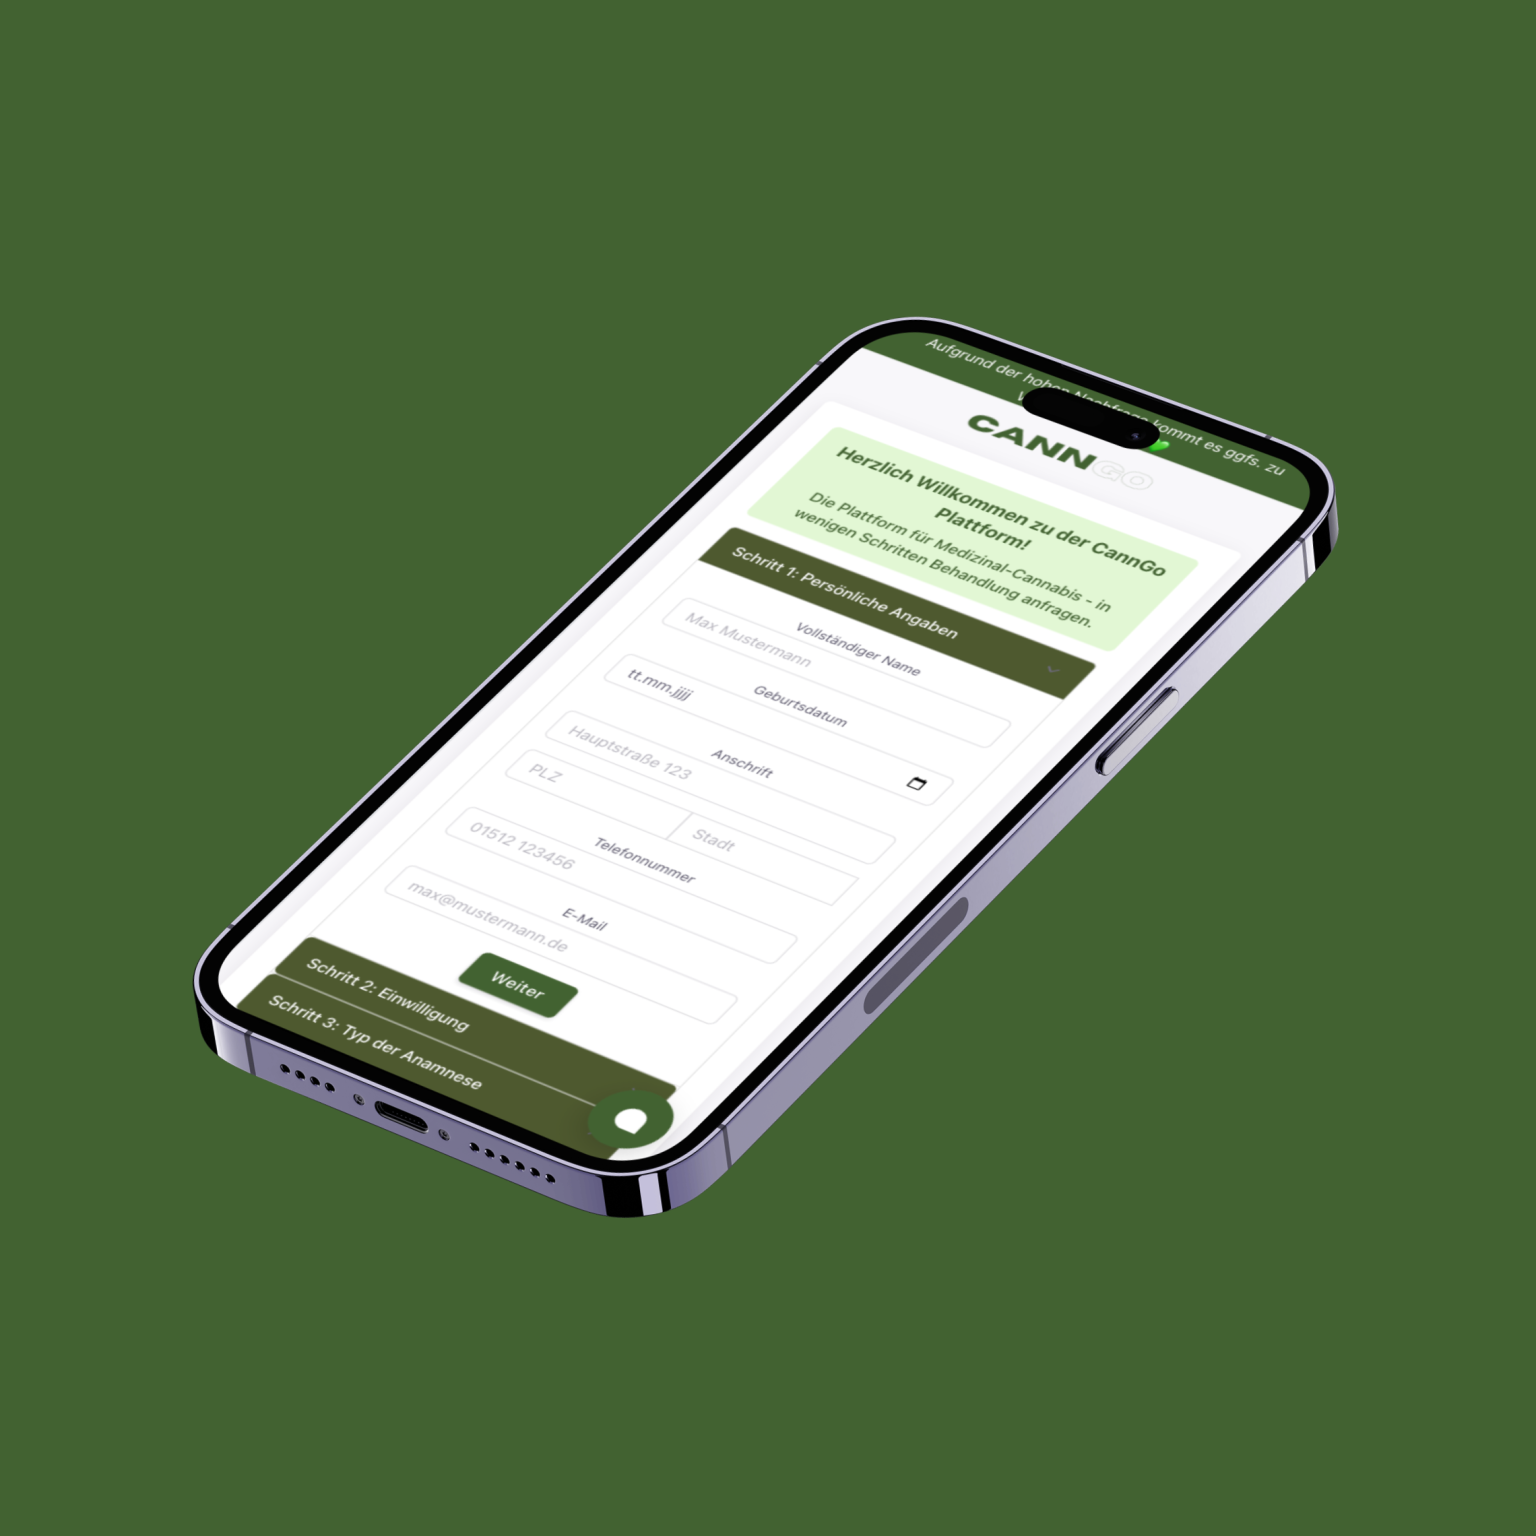 Aufgrund der hohen Nachfrage kommt es ggfs. zu
CANNGO
Herzlich Willkommen zu der CannGo
Plattform!
Die Plattform für Medizinal-Cannabis - in
wenigen Schritten Behandlung anfragen.
Schritt 1: Persönliche Angaben
Vollständiger Name
Max Mustermann
Geburtsdatum
tt.mm.jjjj
Anschrift
Hauptstraße 123
PLZ
Stadt
Telefonnummer
01512 123456
E-Mail
max@mustermann.de
Weiter
Schritt 2: Einwilligung
Schritt 3: Typ der Anamnese